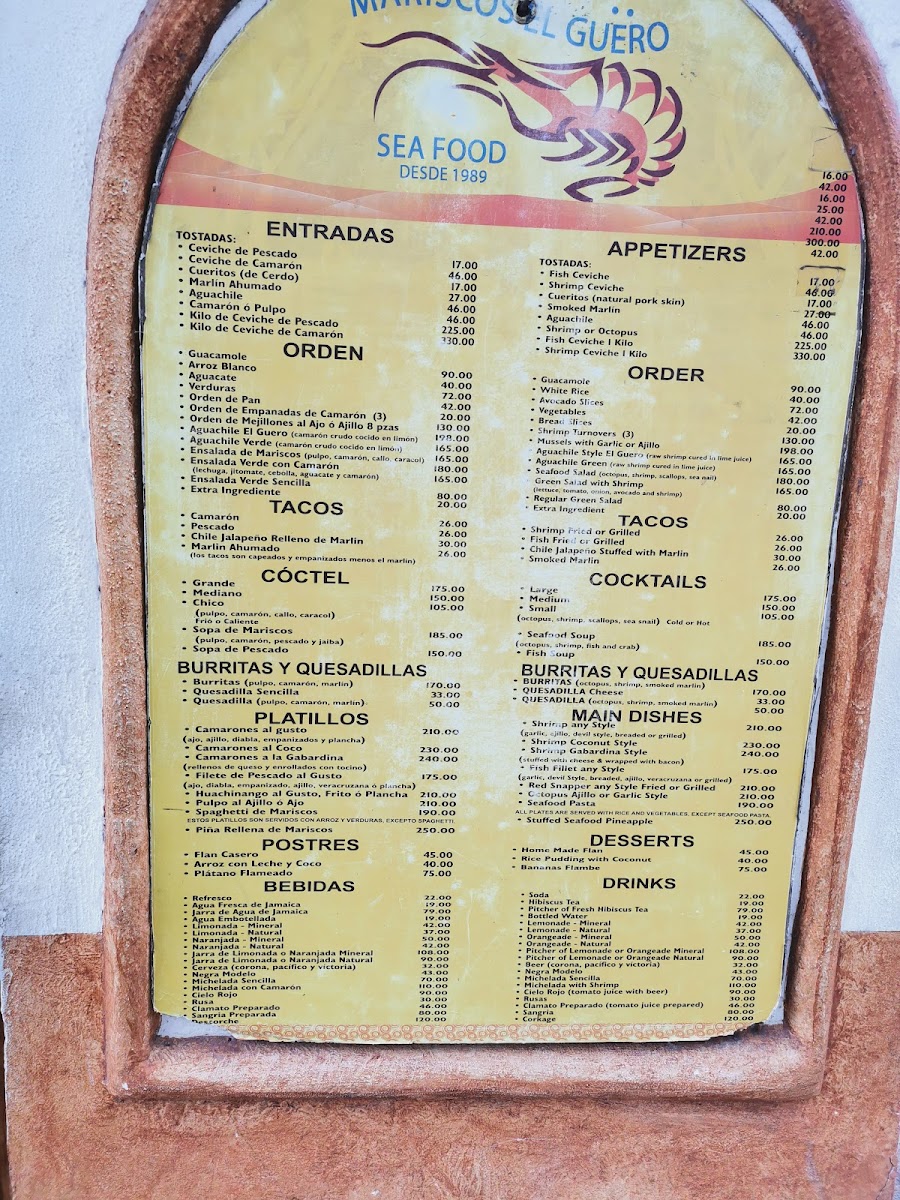 MARISCOS EL GUËRO
SEA FOOD
DESDE 1989
16.00
42.00
16.00
25.00
42.00
210.00
300.00
42.00
ENTRADAS
TOSTADAS:
• Ceviche de Pescado 17.00
• Ceviche de Camarón 46.00
• Cueritos (de Cerdo) 17.00
• Marlín Ahumado 27.00
• Aguachile 46.00
• Camarón ó Pulpo 46.00
• Kilo de Ceviche de Pescado 225.00
• Kilo de Ceviche de Camarón 330.00
ORDEN
• Guacamole 90.00
• Arroz Blanco 40.00
• Aguacate 72.00
• Verduras 42.00
• Orden de Pan 20.00
• Orden de Empanadas de Camarón (3) 130.00
• Orden de Mejillones al Ajo ó Ajillo 8 pzas 198.00
• Aguachile El Guero (camarón crudo cocido en limón) 165.00
• Aguachile Verde (camarón crudo cocido en limón) 165.00
• Ensalada de Mariscos (pulpo, camarón, callo, caracol) 180.00
• Ensalada Verde con Camarón 165.00
(lechuga, jitomate, cebolla, aguacate y camarón)
• Ensalada Verde Sencilla 80.00
• Extra Ingrediente 20.00
TACOS
• Camarón 26.00
• Pescado 26.00
• Chile Jalapeño Relleno de Marlin 30.00
• Marlin Ahumado 26.00
(los tacos son capeados y empanizados menos el marlin)
CÓCTEL
• Grande 175.00
• Mediano 150.00
• Chico 105.00
(pulpo, camarón, callo, caracol)
Frió o Caliente
• Sopa de Mariscos 185.00
(pulpo, camarón, pescado y jaiba)
• Sopa de Pescado 150.00
BURRITAS Y QUESADILLAS
• Burritas (pulpo, camarón, marlin) 170.00
• Quesadilla Sencilla 33.00
• Quesadilla (pulpo, camarón, marlin) 50.00
PLATILLOS
• Camarones al gusto 210.00
(ajo, ajillo, diabla, empanizados y plancha)
• Camarones al Coco 230.00
• Camarones a la Gabardina 240.00
(rellenos de queso y enrollados con tocino)
• Filete de Pescado al Gusto 175.00
(ajo, diabla, empanizado, ajillo, veracruzana ó plancha)
• Huachinango al Gusto, Frito ó Plancha 210.00
• Pulpo al Ajillo ó Ajo 210.00
• Spaghetti de Mariscos 190.00
ESTOS PLATILLOS SON SERVIDOS CON ARROZ Y VERDURAS, EXCEPTO SPAGHETTI.
• Piña Rellena de Mariscos 250.00
POSTRES
• Flan Casero 45.00
• Arroz con Leche y Coco 40.00
• Plátano Flameado 75.00
BEBIDAS
• Refresco 22.00
• Agua Fresca de Jamaica 19.00
• Jarra de Agua de Jamaica 79.00
• Agua Embotellada 19.00
• Limonada - Mineral 42.00
• Limonada - Natural 37.00
• Naranjada - Mineral 50.00
• Naranjada - Natural 42.00
• Jarra de Limonada o Naranjada Mineral 108.00
• Jarra de Limonada o Naranjada Natural 90.00
• Cerveza (corona, pacífico y victoria) 32.00
• Negra Modelo 43.00
• Michelada Sencilla 70.00
• Michelada con Camarón 110.00
• Cielo Rojo 90.00
• Rusa 30.00
• Clamato Preparado 46.00
• Sangria Preparada 80.00
• Descorche 120.00
APPETIZERS
TOSTADAS:
• Fish Ceviche 17.00
• Shrimp Ceviche 46.00
• Cueritos (natural pork skin) 17.00
• Smoked Marlin 27.00
• Aguachile 46.00
• Shrimp or Octopus 46.00
• Fish Ceviche 1 Kilo 225.00
• Shrimp Ceviche 1 Kilo 330.00
ORDER
• Guacamole 90.00
• White Rice 40.00
• Avocado Slices 72.00
• Vegetables 42.00
• Bread Slices 20.00
• Shrimp Turnovers (3) 130.00
• Mussels with Garlic or Ajillo 198.00
• Aguachile Style El Guero (raw shrimp cured in lime juice) 165.00
• Aguachile Green (raw shrimp cured in lime juice) 165.00
• Seafood Salad (octopus, shrimp, scallops, sea nail) 180.00
Green Salad with Shrimp 165.00
(lettuce, tomato, onion, avocado and shrimp)
• Regular Green Salad 80.00
• Extra Ingredient 20.00
TACOS
• Shrimp Fried or Grilled 26.00
• Fish Fried or Grilled 26.00
• Chile Jalapeño Stuffed with Marlin 30.00
• Smoked Marlin 26.00
COCKTAILS
• Large 175.00
• Medium 150.00
• Small 105.00
(octopus, shrimp, scallops, sea snail) Cold or Hot
• Seafood Soup 185.00
(octopus, shrimp, fish and crab)
• Fish Soup 150.00
BURRITAS Y QUESADILLAS
• BURRITAS (octopus, shrimp, smoked marlin) 170.00
• QUESADILLA Cheese 33.00
• QUESADILLA (octopus, shrimp, smoked marlin) 50.00
MAIN DISHES
• Shrimp any Style 210.00
(garlic, ajillo, devil style, breaded or grilled)
• Shrimp Coconut Style 230.00
• Shrimp Gabardina Style 240.00
(stuffed with cheese & wrapped with bacon)
• Fish Fillet any Style 175.00
(garlic, devil Style, breaded, ajillo, veracruzana or grilled)
• Red Snapper any Style Fried or Grilled 210.00
• Octopus Ajillo or Garlic Style 210.00
• Seafood Pasta 190.00
ALL PLATES ARE SERVED WITH RICE AND VEGETABLES, EXCEPT SEAFOOD PASTA.
• Stuffed Seafood Pineapple 250.00
DESSERTS
• Home Made Flan 45.00
• Rice Pudding with Coconut 40.00
• Bananas Flambe 75.00
DRINKS
• Soda 22.00
• Hibiscus Tea 19.00
• Pitcher of Fresh Hibiscus Tea 79.00
• Bottled Water 19.00
• Lemonade - Mineral 42.00
• Lemonade - Natural 37.00
• Orangeade - Mineral 50.00
• Orangeade - Natural 42.00
• Pitcher of Lemonade or Orangeade Mineral 108.00
• Pitcher of Lemonade or Orangeade Natural 90.00
• Beer (corona, pacifico y victoria) 32.00
• Negra Modelo 43.00
• Michelada Sencilla 70.00
• Michelada with Shrimp 110.00
• Cielo Rojo (tomato juice with beer) 90.00
• Rusas 30.00
• Clamato Preparado (tomato juice prepared) 46.00
• Sangria 80.00
• Corkage 120.00